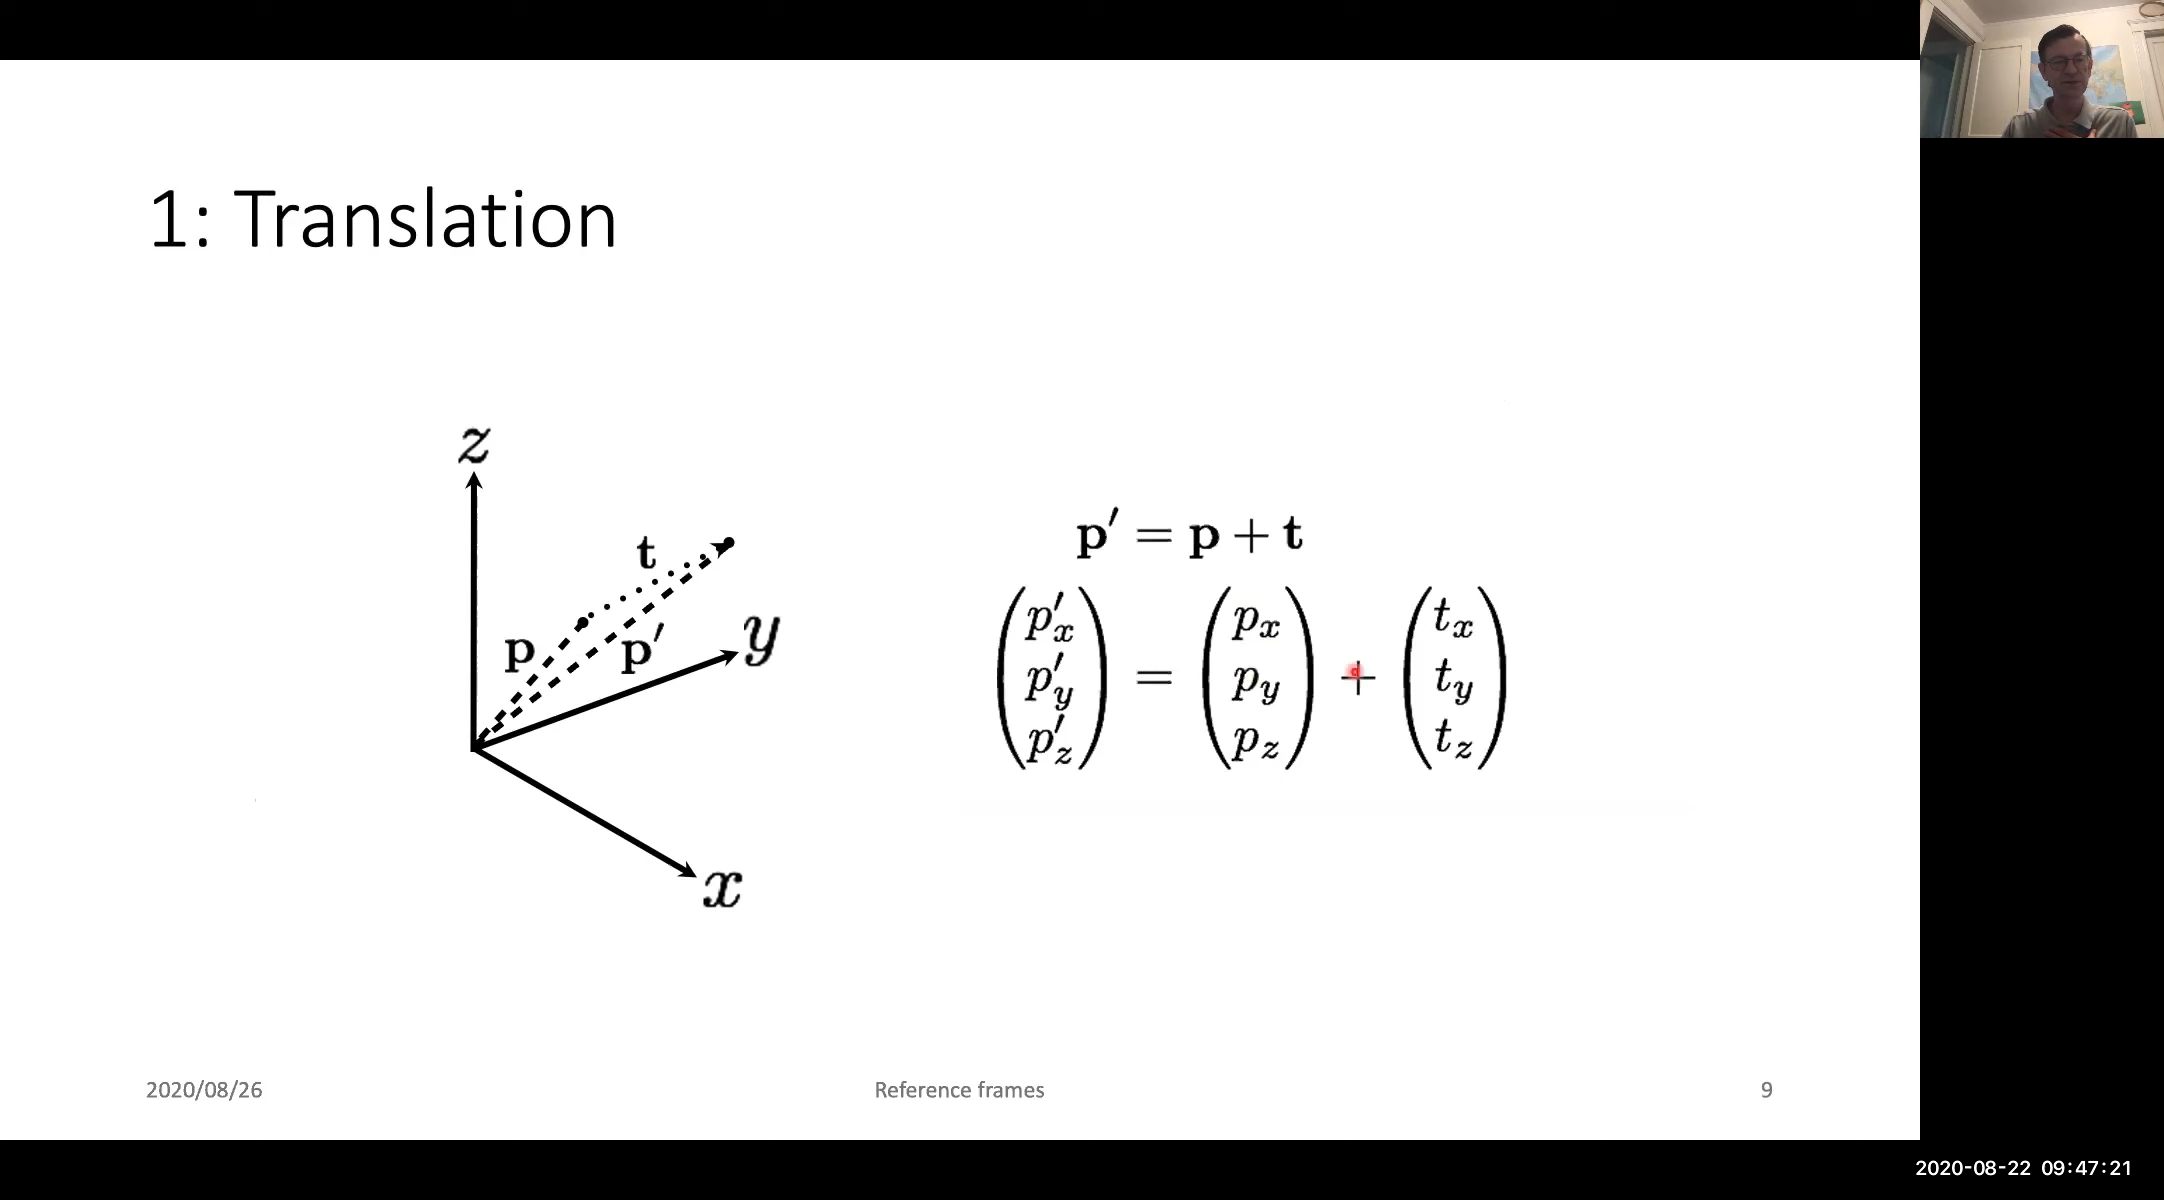 1: Translation
z
t
p
p′
y
x
p′ = p + t
(p′x p′y p′z) = (px py pz) + (tx ty tz)
2020/08/26
Reference frames
9
2020-08-22 09:47:21